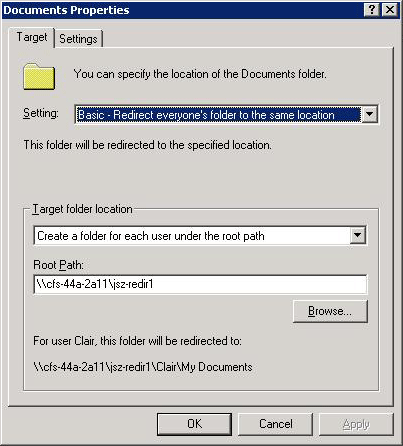 Documents Properties
Target
Settings
You can specify the location of the Documents folder.
Setting:
Basic - Redirect everyone's folder to the same location
This folder will be redirected to the specified location.
Target folder location
Create a folder for each user under the root path
Root Path:
\\cfs-44a-2a11\jsz-redir1
Browse...
For user Clair, this folder will be redirected to:
\\cfs-44a-2a11\jsz-redir1\Clair\My Documents
OK
Cancel
Apply